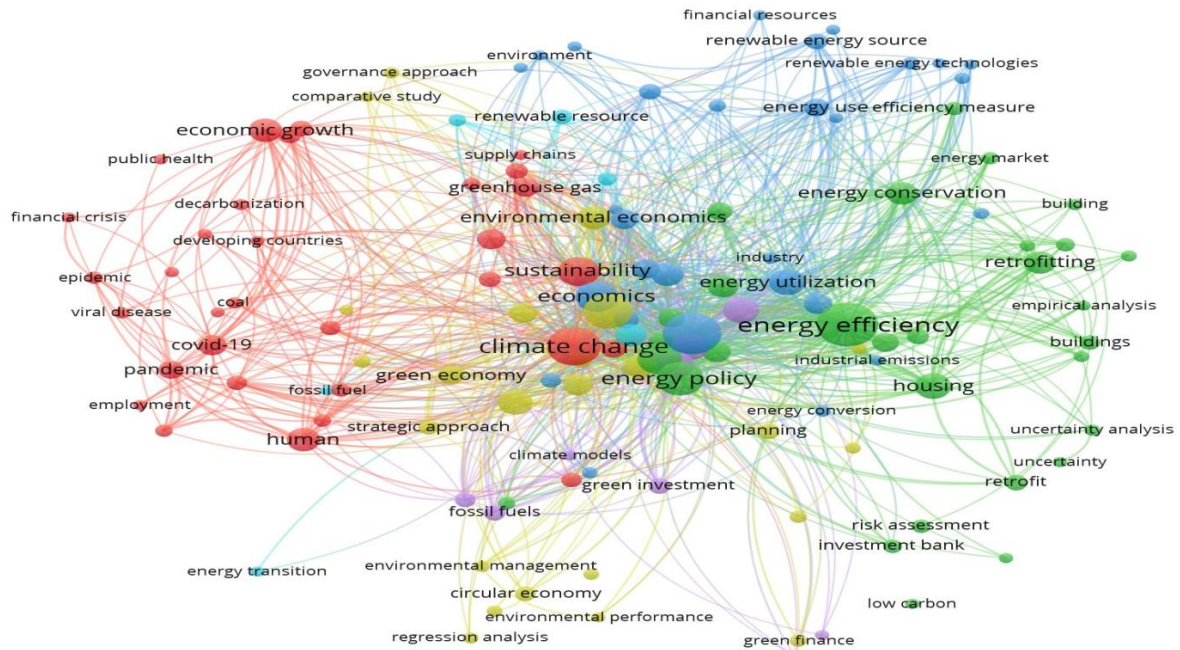 financial resources
renewable energy source
environment
renewable energy technologies
governance approach
comparative study
energy use efficiency measure
renewable resource
economic growth
supply chains
public health
energy market
greenhouse gas
energy conservation
decarbonization
building
financial crisis
environmental economics
developing countries
industry
retrofitting
sustainability
epidemic
energy utilization
economics
coal
viral disease
empirical analysis
energy efficiency
covid-19
climate change
buildings
pandemic
industrial emissions
green economy
energy policy
fossil fuel
housing
employment
energy conversion
strategic approach
planning
uncertainty analysis
human
climate models
uncertainty
green investment
retrofit
fossil fuels
risk assessment
investment bank
environmental management
energy transition
circular economy
low carbon
environmental performance
regression analysis
green finance